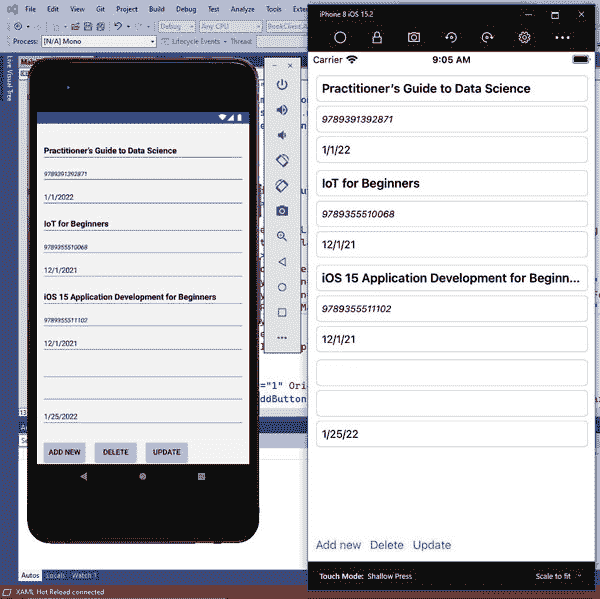 File Edit View Git Project Build Debug Test Analyze Tools
Debug Any CPU
Process: [N/A] Mono Lifecycle Events Thread:
Live Visual Tree
Practitioner's Guide to Data Science
9789391392871
1/1/2022
IoT for Beginners
9789355510068
12/1/2021
iOS 15 Application Development for Beginners
9789355511102
12/1/2021
1/25/2022
ADD NEW DELETE UPDATE
="1"
Autos Locals Watch 1
XAML Hot Reload connected
iPhone 8 iOS 15.2
Carrier 9:05 AM
Practitioner's Guide to Data Science
9789391392871
1/1/22
IoT for Beginners
9789355510068
12/1/21
iOS 15 Application Development for Beginn...
9789355511102
12/1/21
1/25/22
Add new Delete Update
Touch Mode: Shallow Press Scale to fit